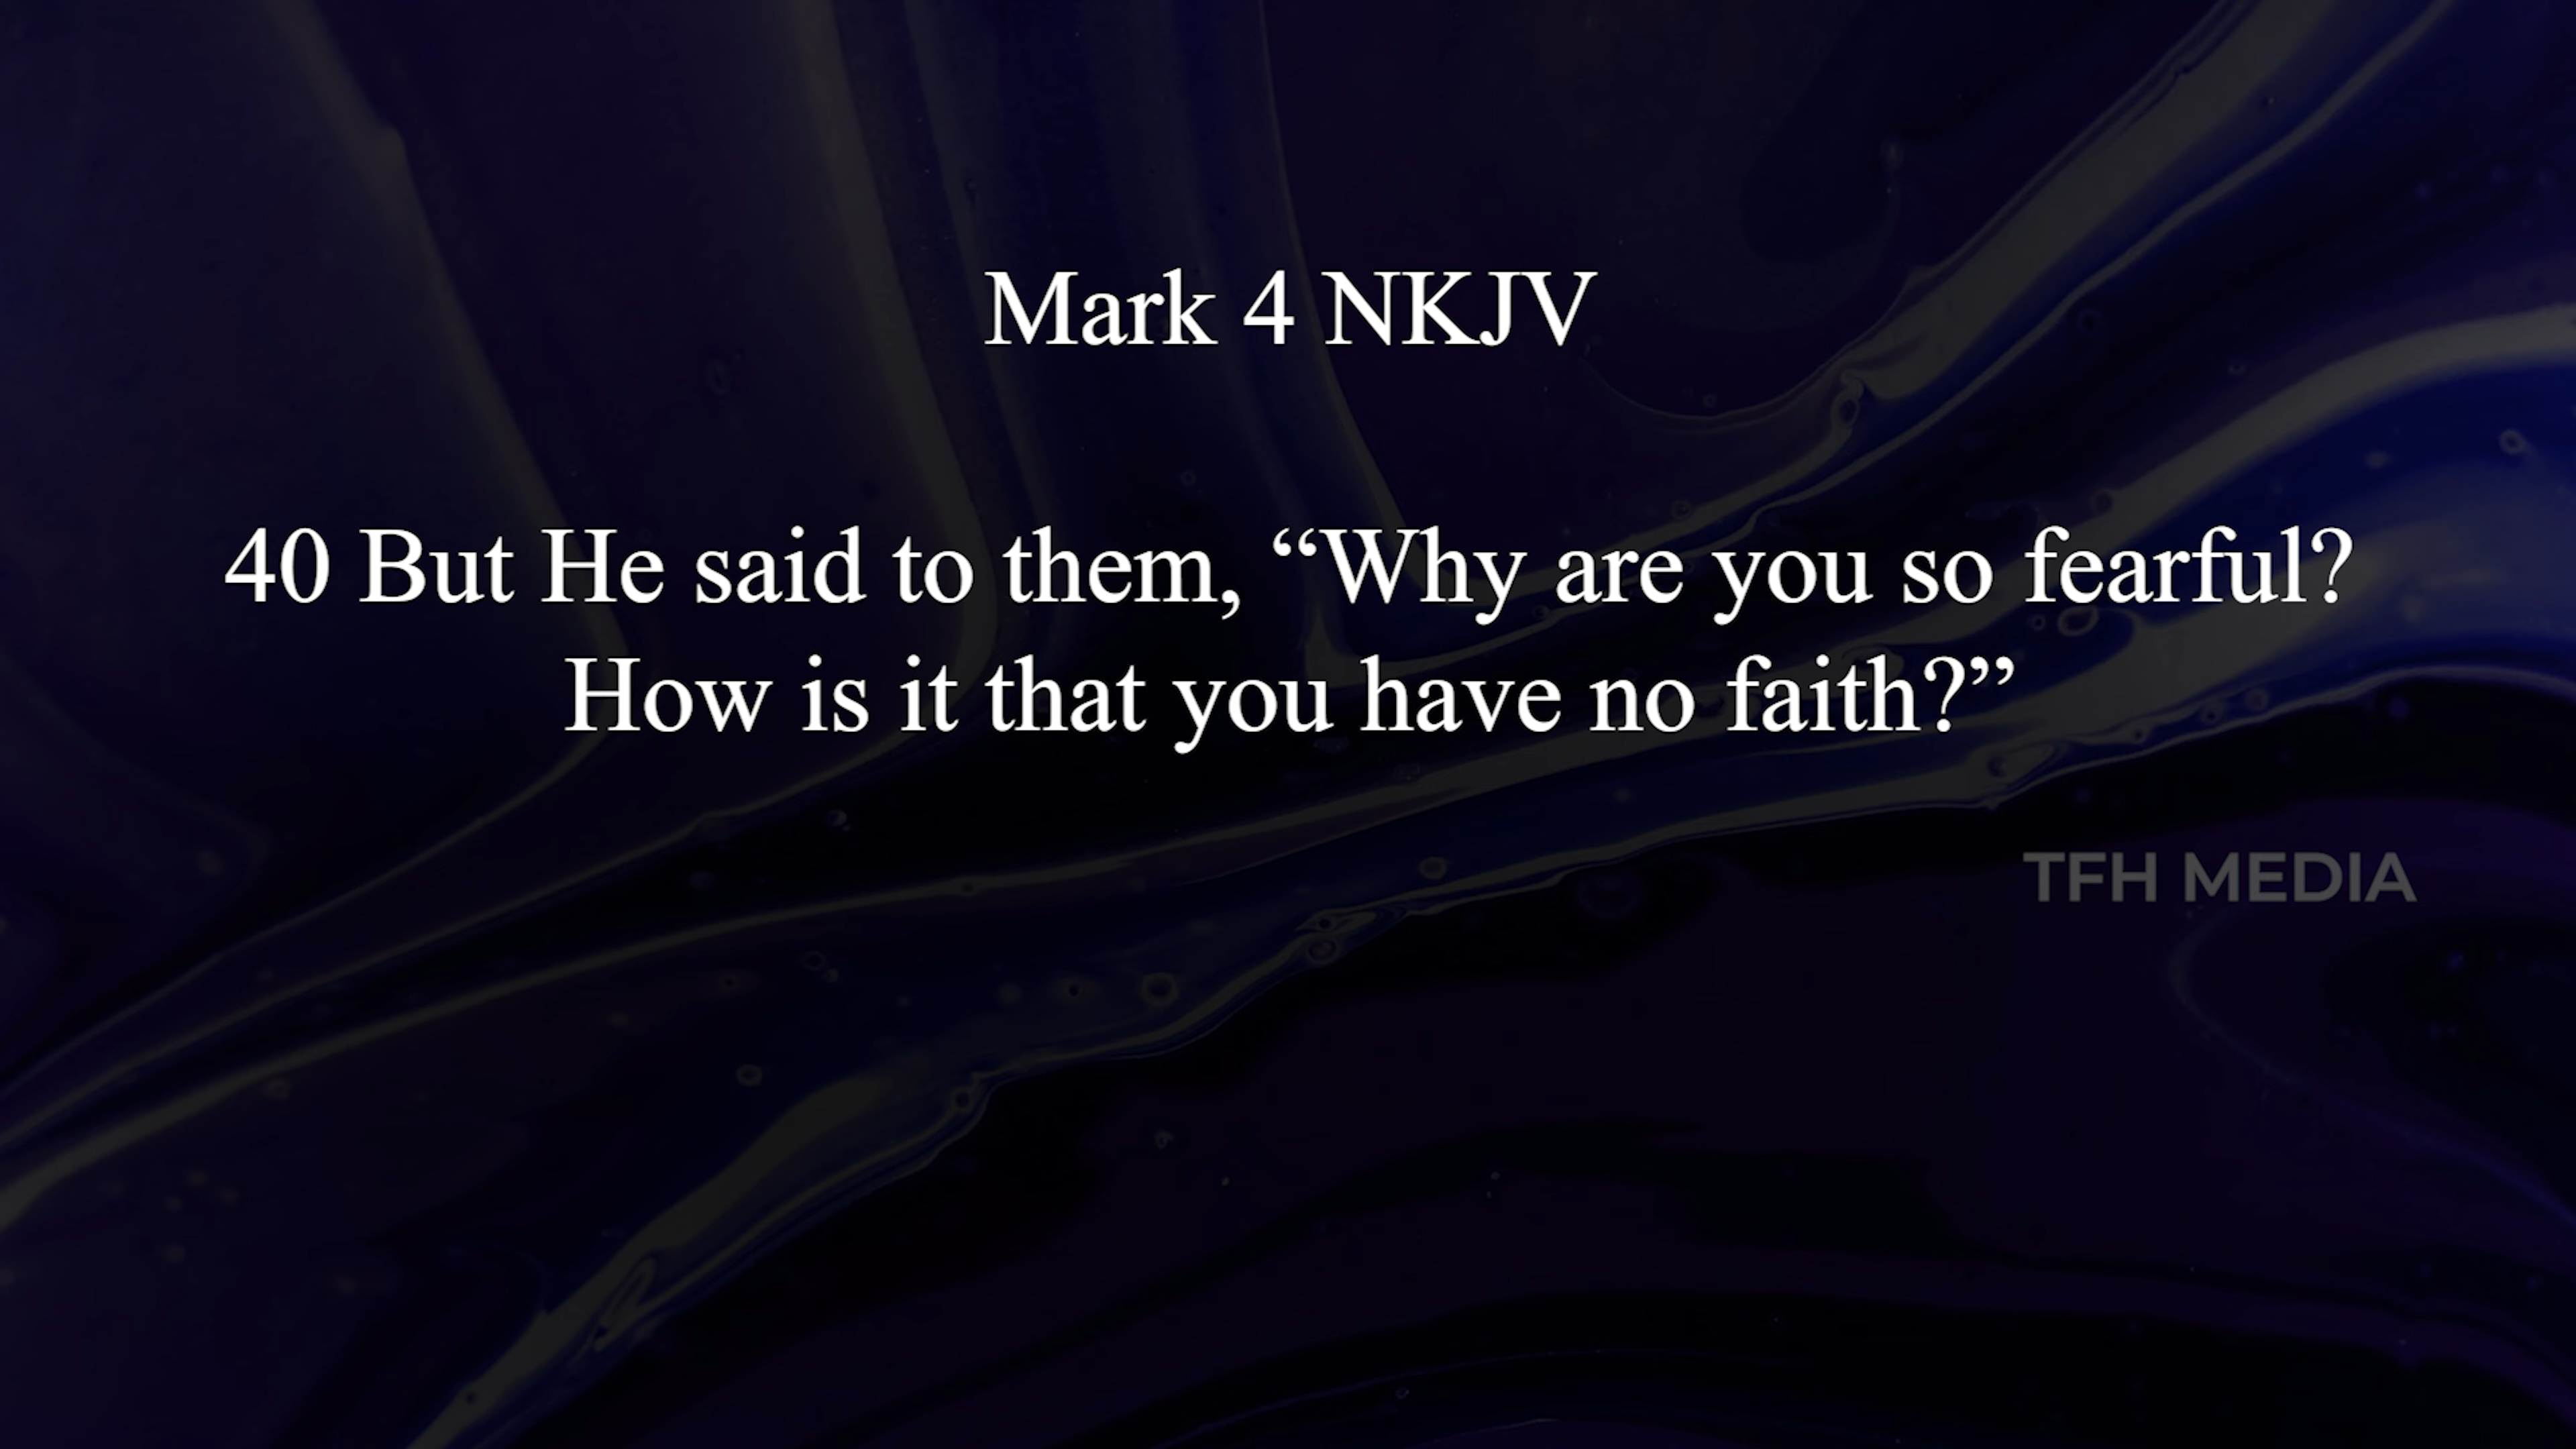 Mark 4 NKJV
40 But He said to them, “Why are you so fearful?
How is it that you have no faith?”
TFH MEDIA